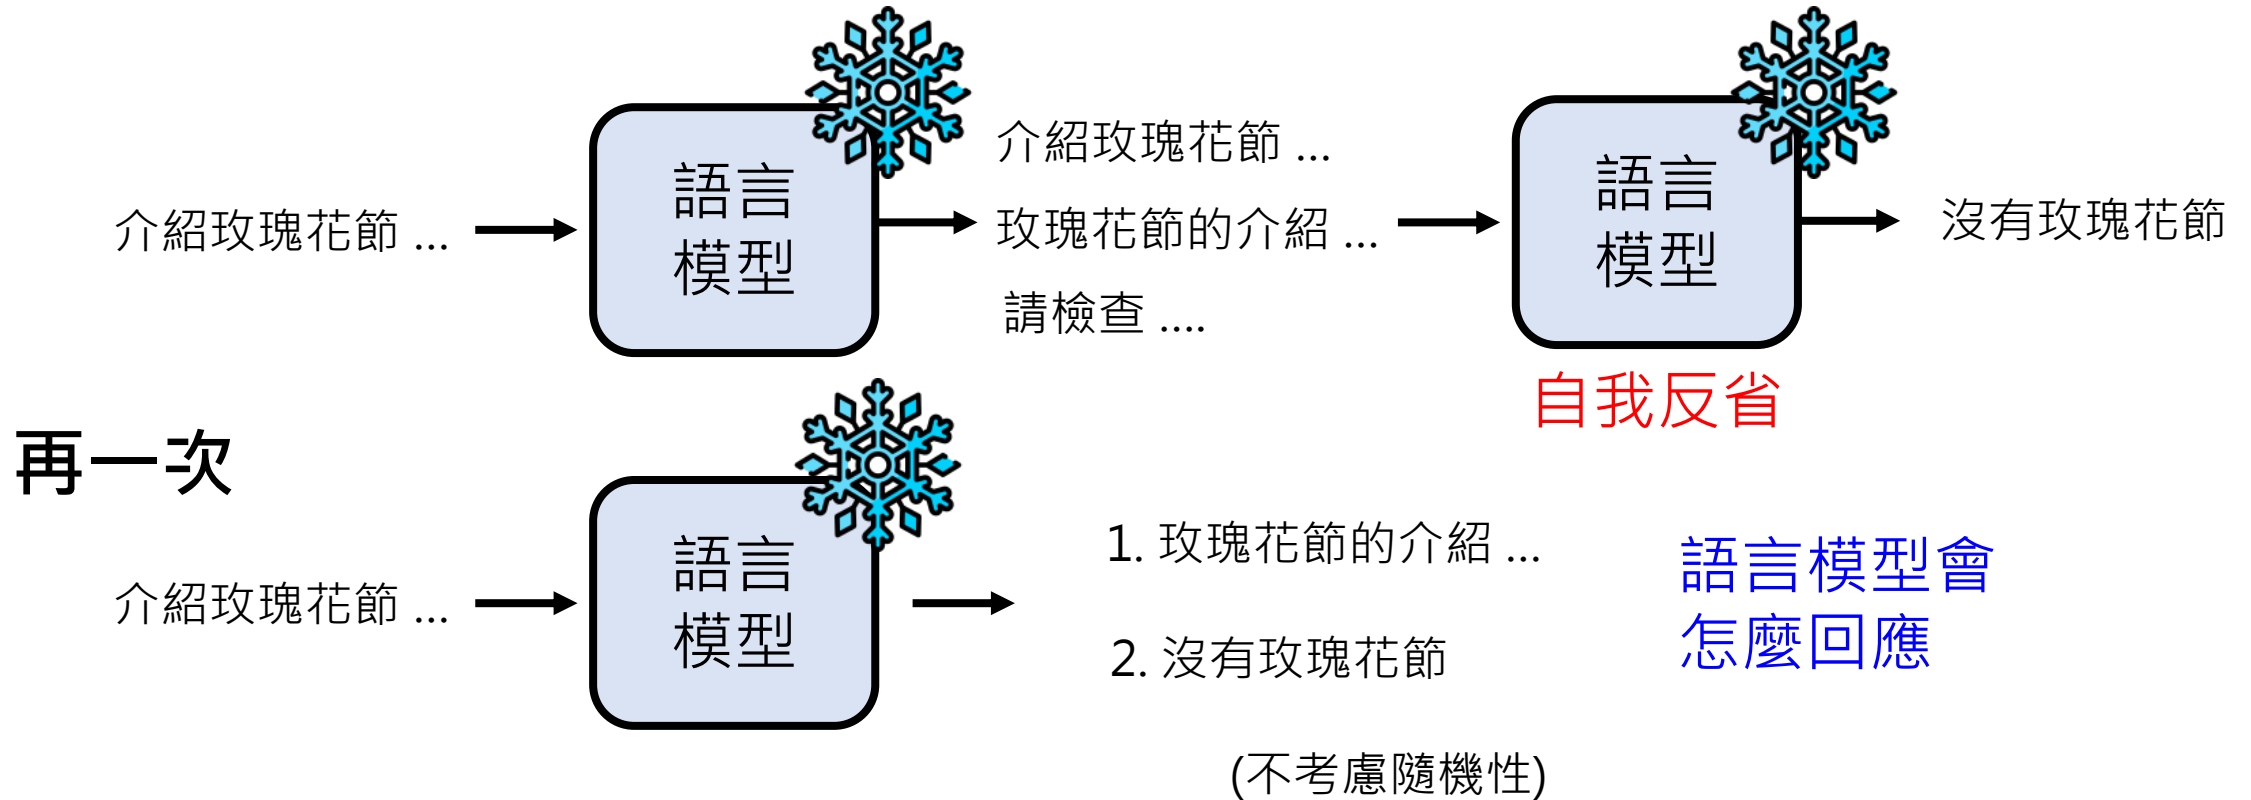 介紹玫瑰花節 ...
語言
模型
介紹玫瑰花節 ...
玫瑰花節的介紹 ...
請檢查 ....
語言
模型
沒有玫瑰花節
自我反省
再一次
介紹玫瑰花節 ...
語言
模型
1. 玫瑰花節的介紹 ...
2. 沒有玫瑰花節
(不考慮隨機性)
語言模型會
怎麼回應